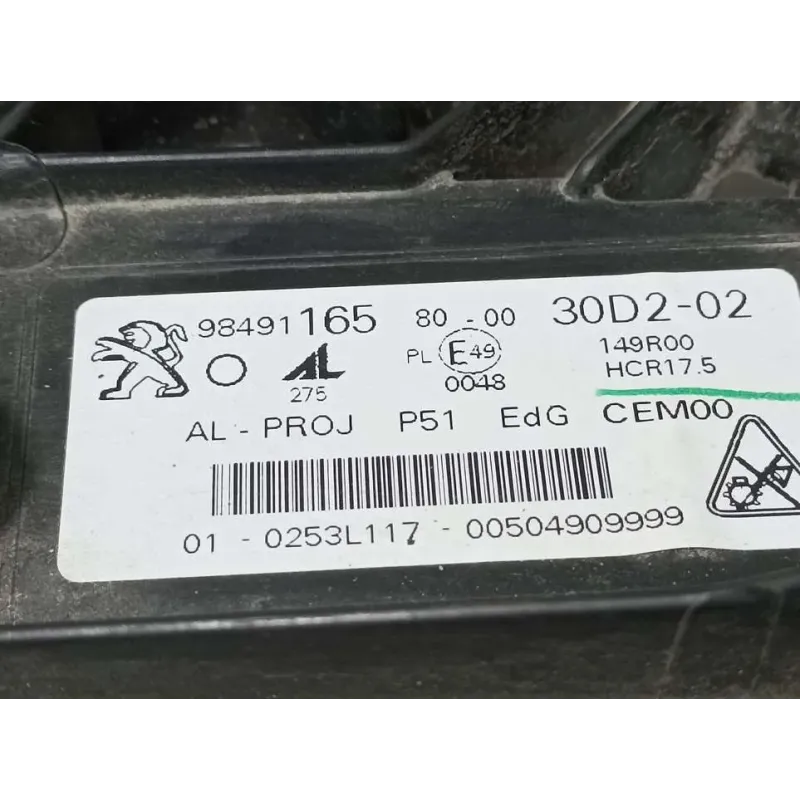 98491165 80-00 30D2-02
AL PL E49 149R00
275 0048 HCR17.5
AL-PROJ P51 EdG CEM00
01 - 0253L117 - 00504909999